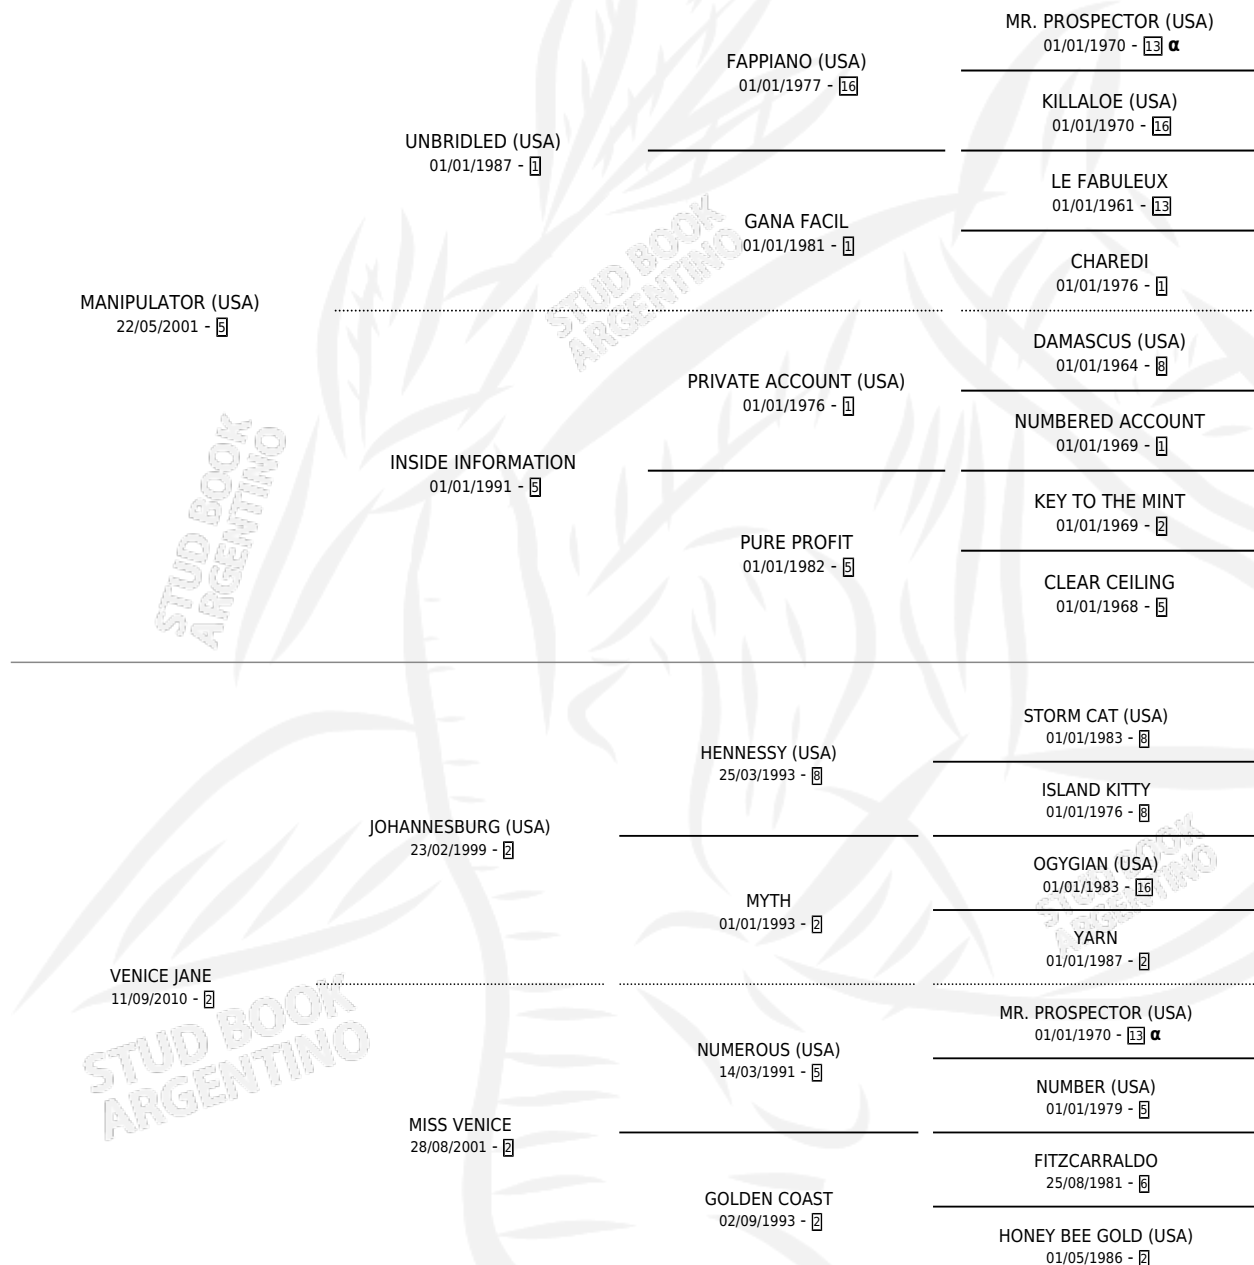 MR. PROSPECTOR (USA)
01/01/1970 - 13 α
FAPPIANO (USA)
01/01/1977 - 16
KILLALOE (USA)
01/01/1970 - 16
UNBRIDLED (USA)
01/01/1987 - 1
LE FABULEUX
01/01/1961 - 13
GANA FACIL
01/01/1981 - 1
CHAREDI
01/01/1976 - 1
MANIPULATOR (USA)
22/05/2001 - 5
DAMASCUS (USA)
01/01/1964 - 8
PRIVATE ACCOUNT (USA)
01/01/1976 - 1
NUMBERED ACCOUNT
01/01/1969 - 1
INSIDE INFORMATION
01/01/1991 - 5
KEY TO THE MINT
01/01/1969 - 2
PURE PROFIT
01/01/1982 - 5
CLEAR CEILING
01/01/1968 - 5
STORM CAT (USA)
01/01/1983 - 8
HENNESSY (USA)
25/03/1993 - 8
ISLAND KITTY
01/01/1976 - 8
JOHANNESBURG (USA)
23/02/1999 - 2
OGYGIAN (USA)
01/01/1983 - 16
MYTH
01/01/1993 - 2
YARN
01/01/1987 - 2
VENICE JANE
11/09/2010 - 2
MR. PROSPECTOR (USA)
01/01/1970 - 13 α
NUMEROUS (USA)
14/03/1991 - 5
NUMBER (USA)
01/01/1979 - 5
MISS VENICE
28/08/2001 - 2
FITZCARRALDO
25/08/1981 - 6
GOLDEN COAST
02/09/1993 - 2
HONEY BEE GOLD (USA)
01/05/1986 - 2
STUD BOOK
ARGENTINO
STUD BOOK
ARGENTINO
STUD BOOK
ARGENTINO
STUD BOOK
ARGENTINO